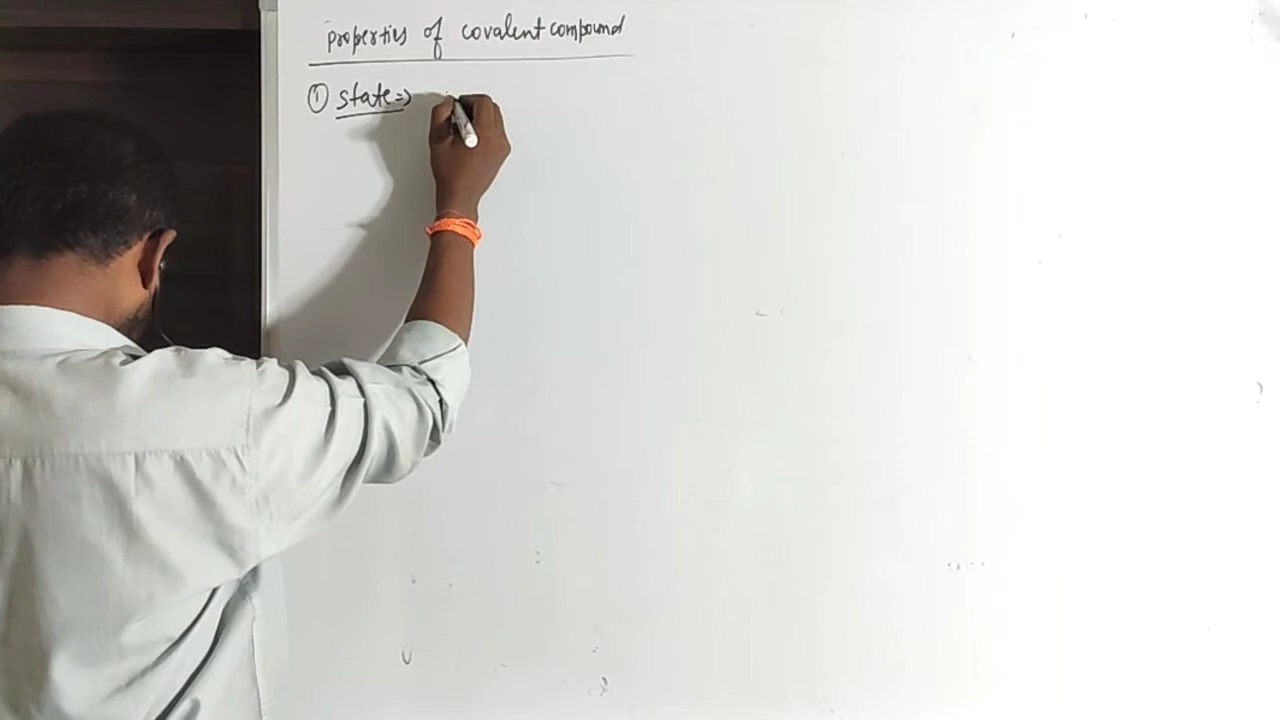 properties of covalent compound
① state =>